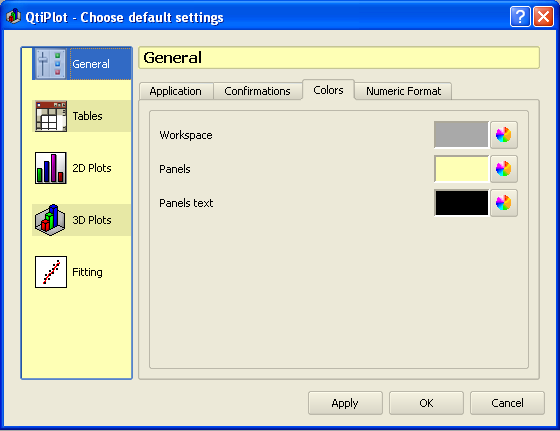 QtiPlot - Choose default settings
General
Tables
2D Plots
3D Plots
Fitting
General
Application Confirmations Colors Numeric Format
Workspace
Panels
Panels text
Apply OK Cancel